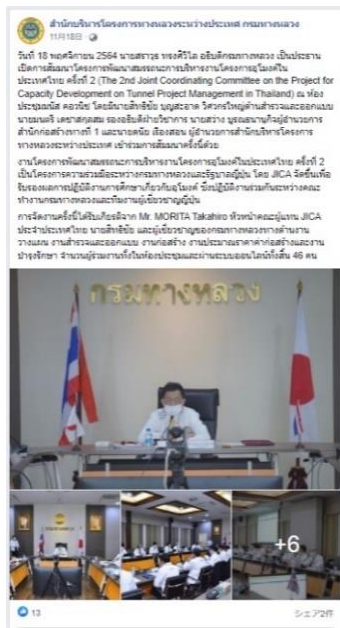 สำนักบริหารโครงการทางหลวงระหว่างประเทศ กรมทางหลวง
11月18日
วันที่ 18 พฤศจิกายน 2564 นายสราวุธ ทรงศิวิไล อธิบดีกรมทางหลวง เป็นประธาน
เปิดการสัมมนาโครงการพัฒนาสมรรถนะการบริหารงานโครงการอุโมงค์ใน
ประเทศไทย ครั้งที่ 2 (The 2nd Joint Coordinating Committee on the Project for
Capacity Development on Tunnel Project Management in Thailand) ณ ห้อง
ประชุมมนัส คอวนิช โดยมีนายสิทธิชัย บุญสะอาด วิศวกรใหญ่ด้านสำรวจและออกแบบ
นายมนตรี เดชาสกุลสม รองอธิบดีฝ่ายวิชาการ นายสว่าง บูรณธนานุกิจ ผู้อำนวยการ
สำนักก่อสร้างทางที่ 1 และนายดนัย เรืองสอน ผู้อำนวยการสำนักบริหารโครงการ
ทางหลวงระหว่างประเทศ เข้าร่วมการสัมมนาครั้งนี้ด้วย
งานโครงการพัฒนาสมรรถนะการบริหารงานโครงการอุโมงค์ในประเทศไทย ครั้งที่ 2
เป็นโครงการความร่วมมือระหว่างกรมทางหลวงและรัฐบาลญี่ปุ่น โดย JICA จัดขึ้นเพื่อ
รับรองผลการปฏิบัติงานการศึกษาเกี่ยวกับอุโมงค์ ซึ่งปฏิบัติงานร่วมกันระหว่างคณะ
ทำงานกรมทางหลวงและทีมงานผู้เชี่ยวชาญญี่ปุ่น
การจัดงานครั้งนี้ได้รับเกียรติจาก Mr. MORITA Takahiro หัวหน้าคณะผู้แทน JICA
ประจำประเทศไทย นายสิทธิชัย และผู้เชี่ยวชาญของกรมทางหลวงทางด้านงาน
วางแผน งานสำรวจและออกแบบ งานก่อสร้าง งานประมาณราคาค่าก่อสร้างและงาน
บำรุงรักษา จำนวนผู้ร่วมงานทั้งในห้องประชุมและผ่านระบบออนไลน์ทั้งสิ้น 46 คน
กรมทางหลวง
+6
13
シェア2件